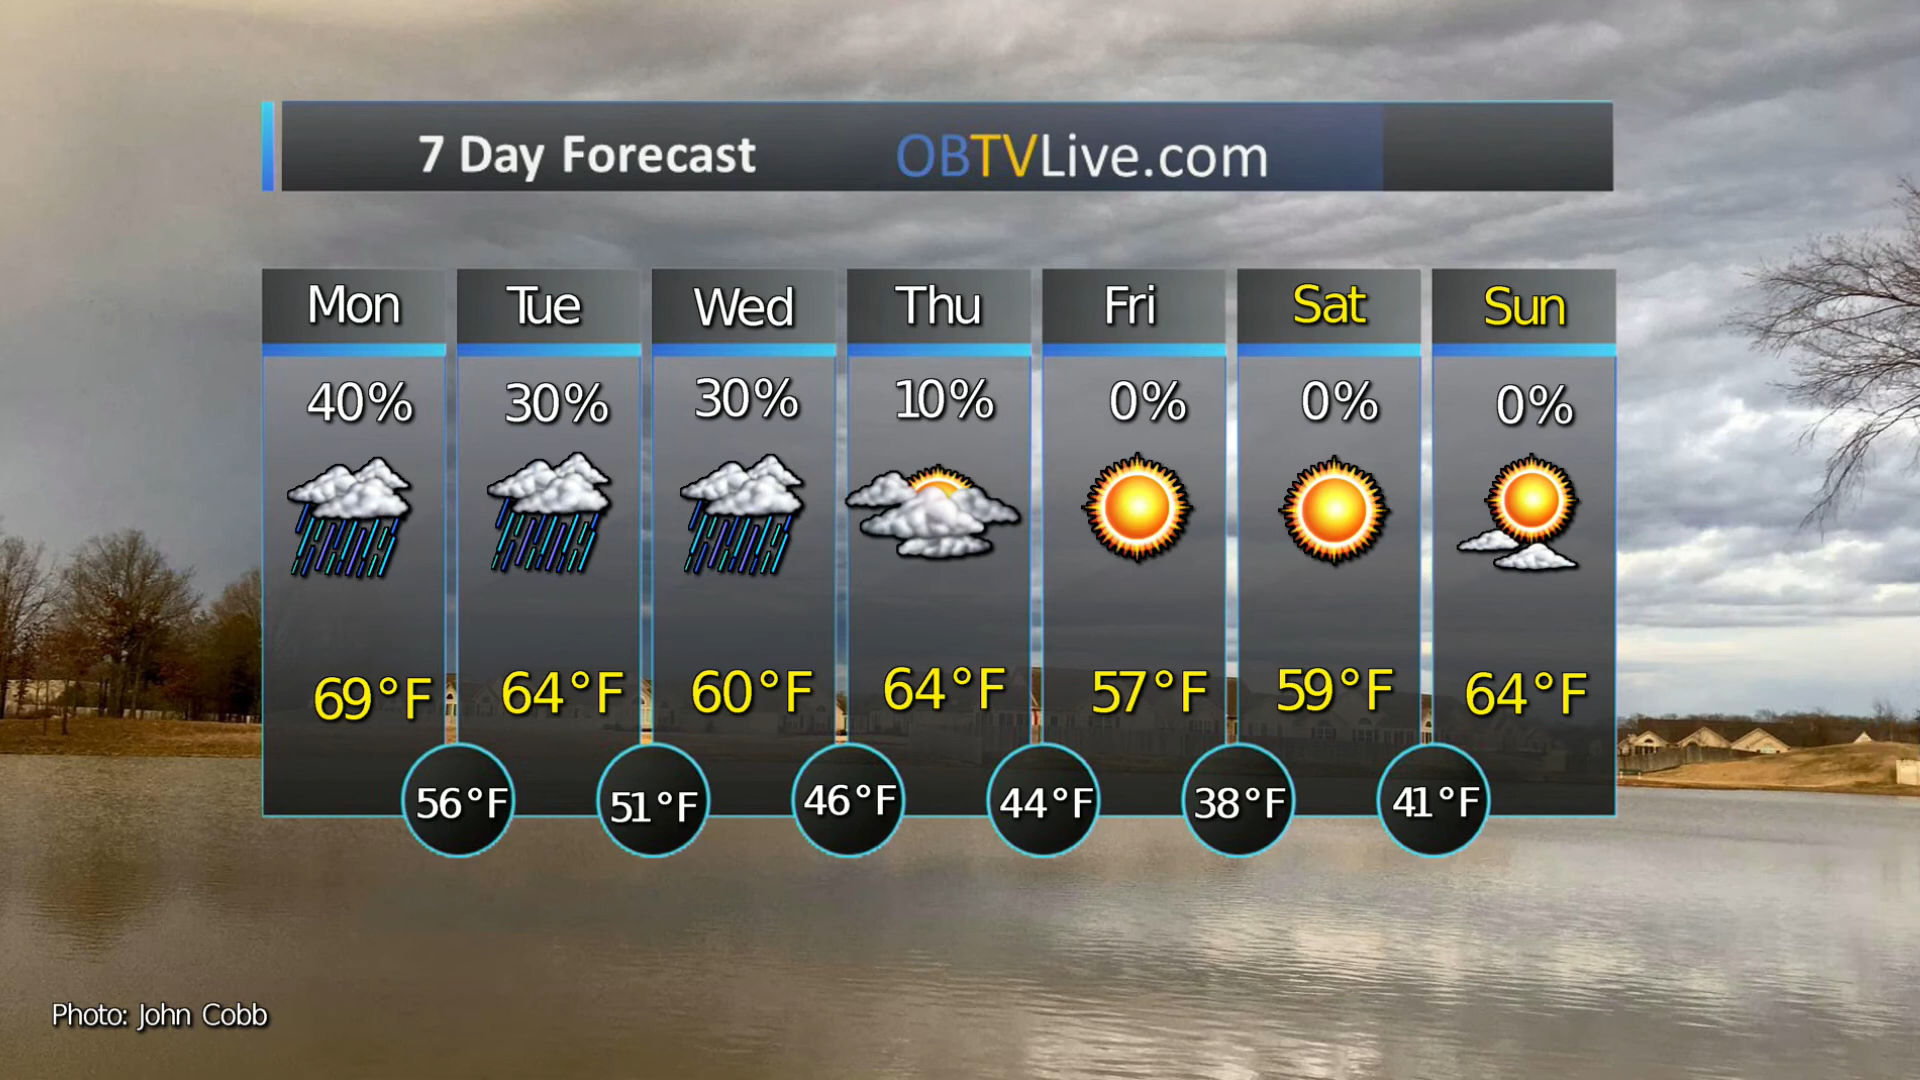 7 Day Forecast OBTVLive.com
Mon Tue Wed Thu Fri Sat Sun
40% 30% 30% 10% 0% 0% 0%
69°F 64°F 60°F 64°F 57°F 59°F 64°F
56°F 51°F 46°F 44°F 38°F 41°F
Photo: John Cobb